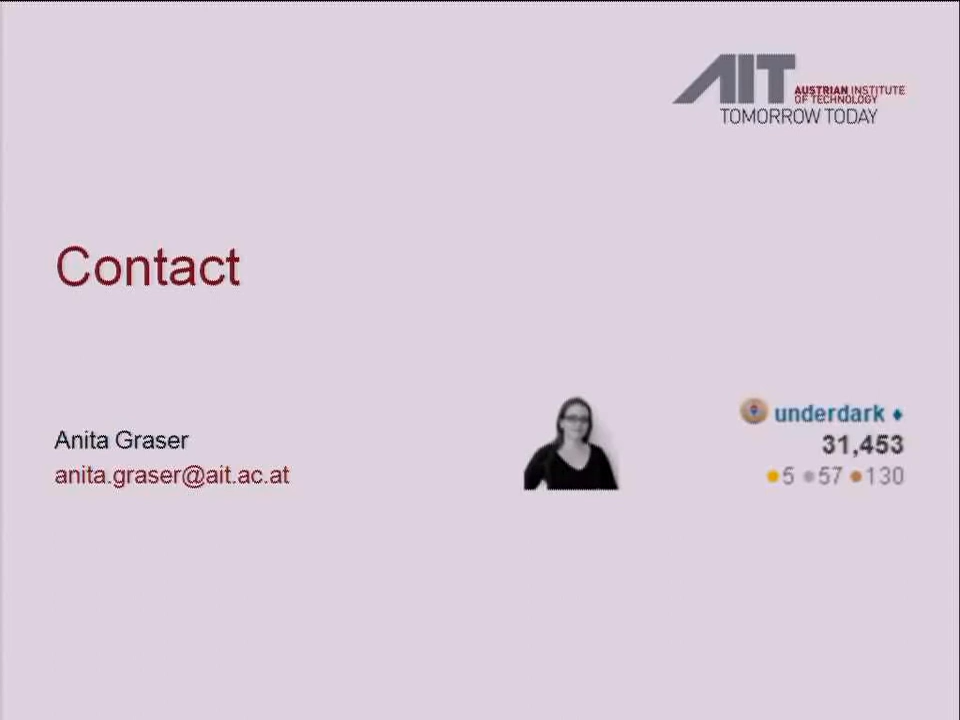 AIT
AUSTRIAN INSTITUTE
OF TECHNOLOGY
TOMORROW TODAY
Contact
Anita Graser
anita.graser@ait.ac.at
underdark ♦
31,453
5 57 130